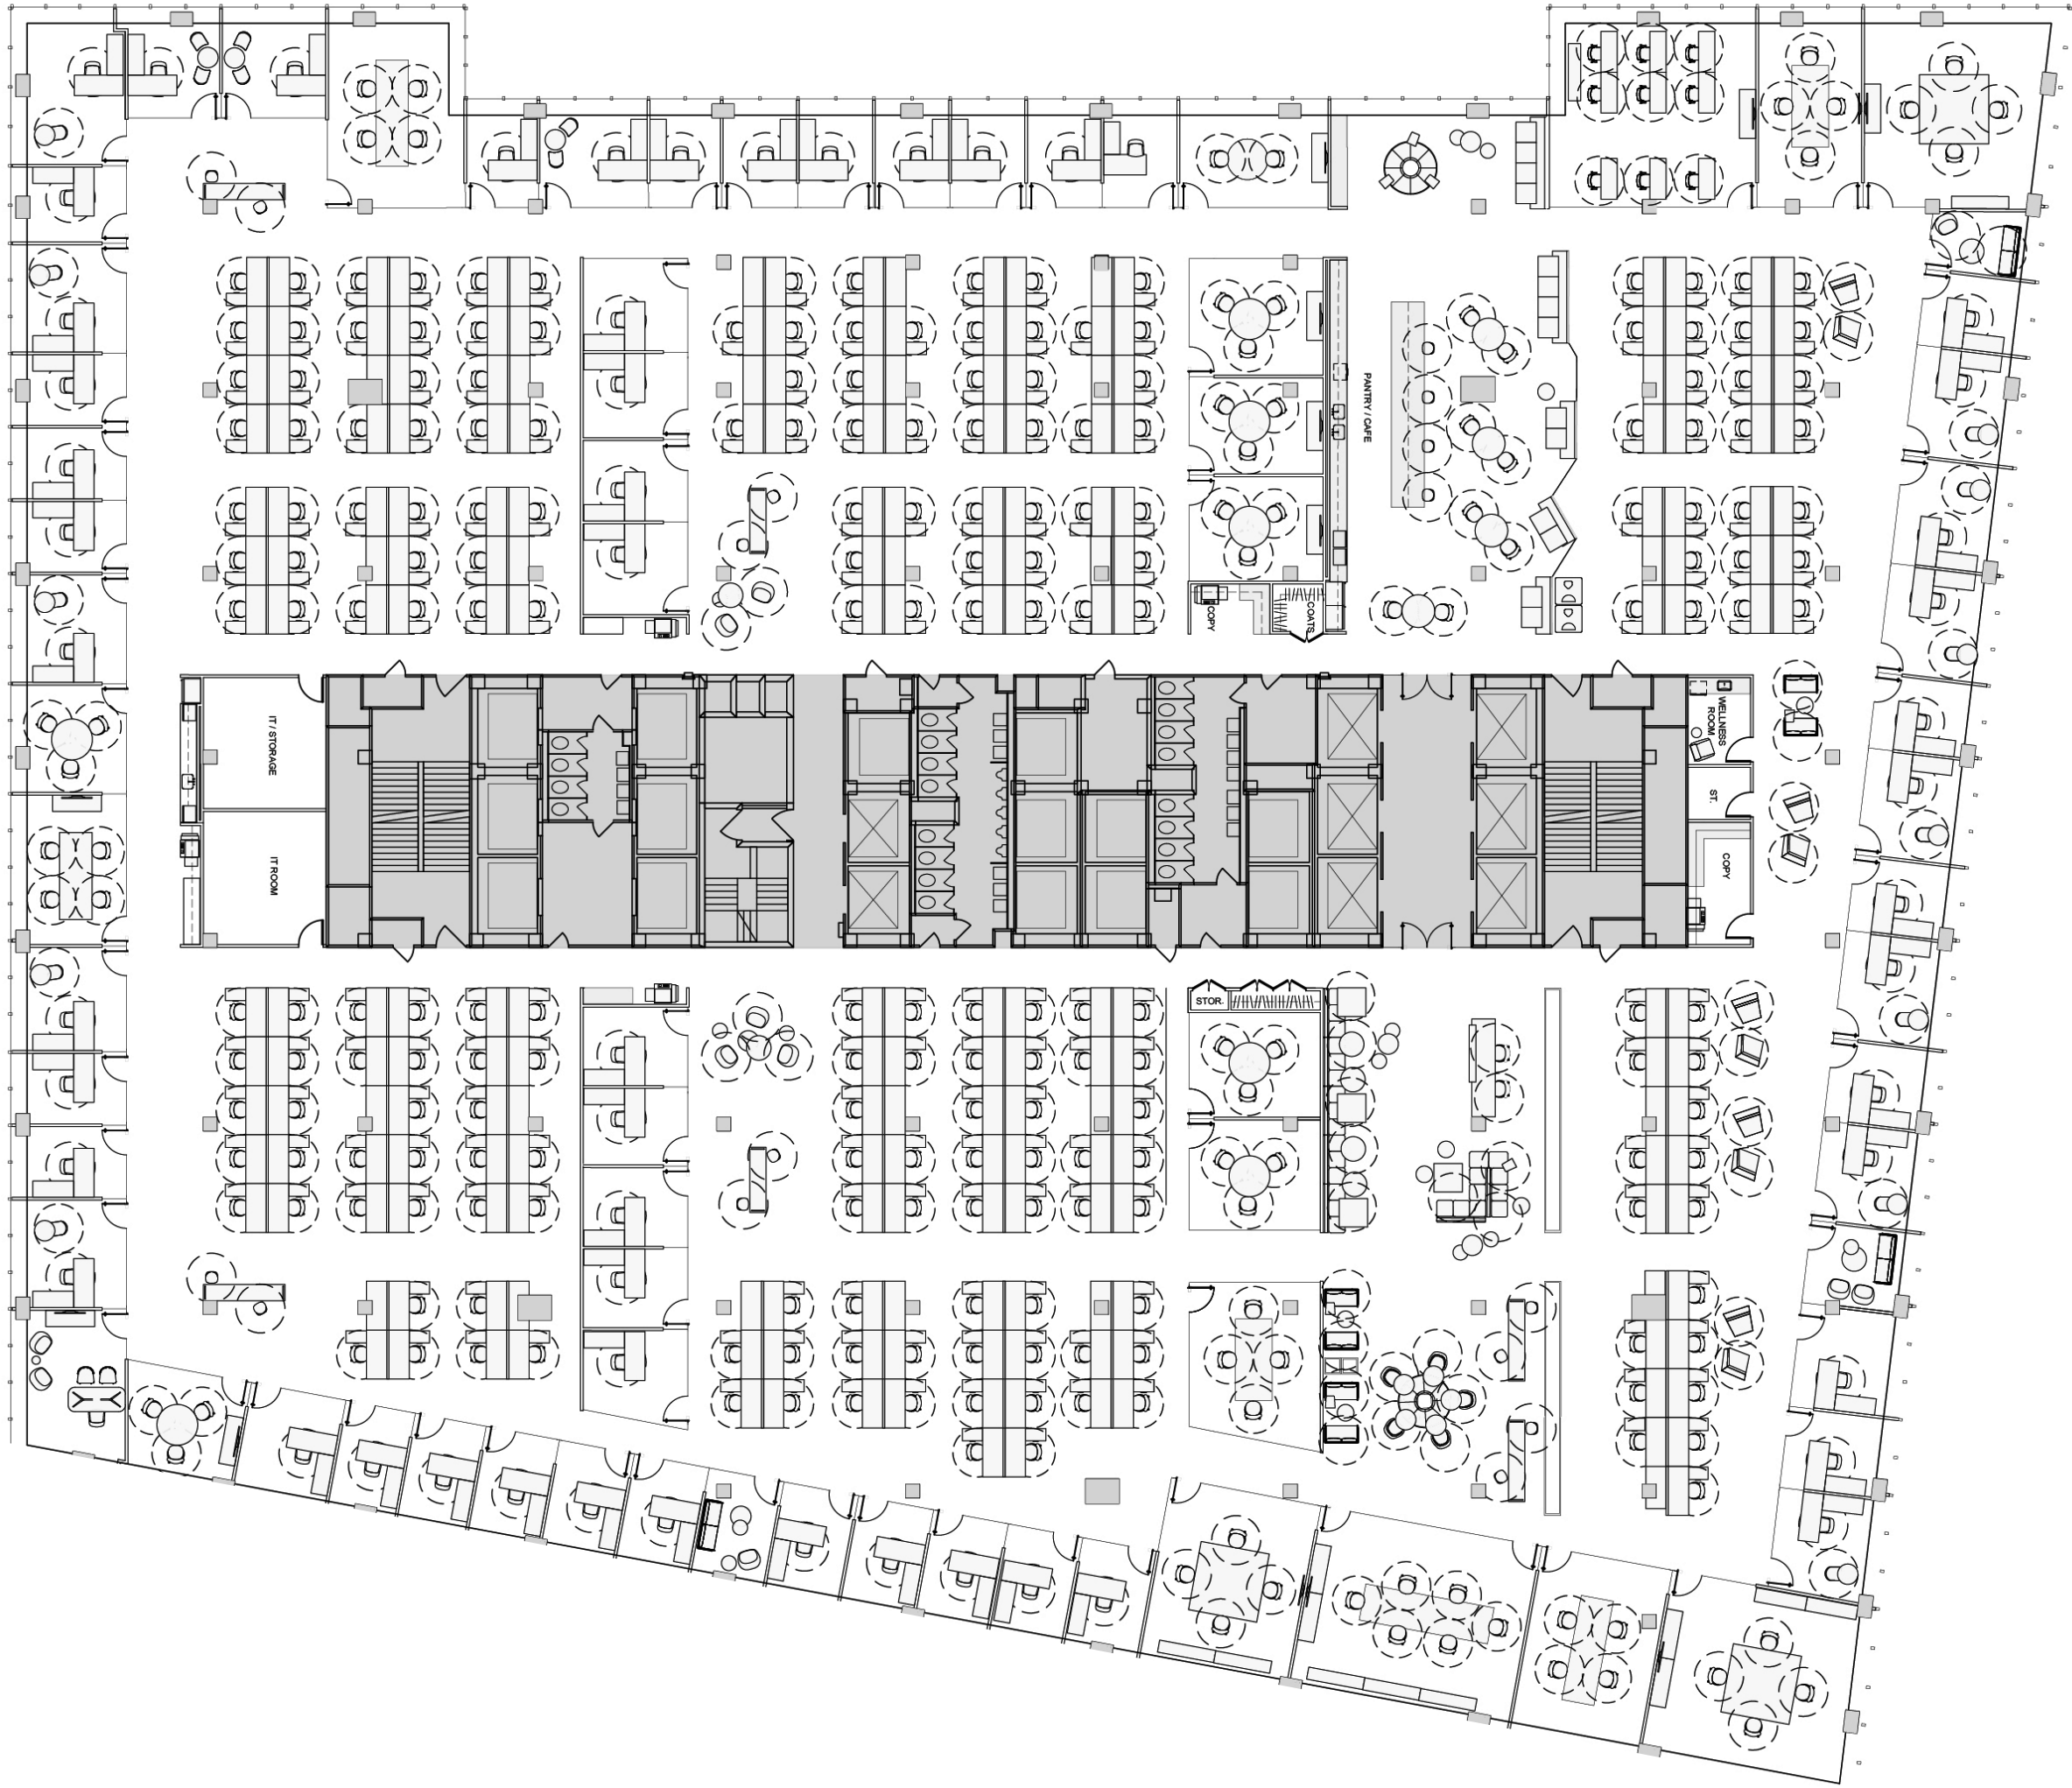 PANTRY / CAFE
COPY
COATS
IT / STORAGE
IT ROOM
WELLNESS
ROOM
ST.
COPY
STOR.